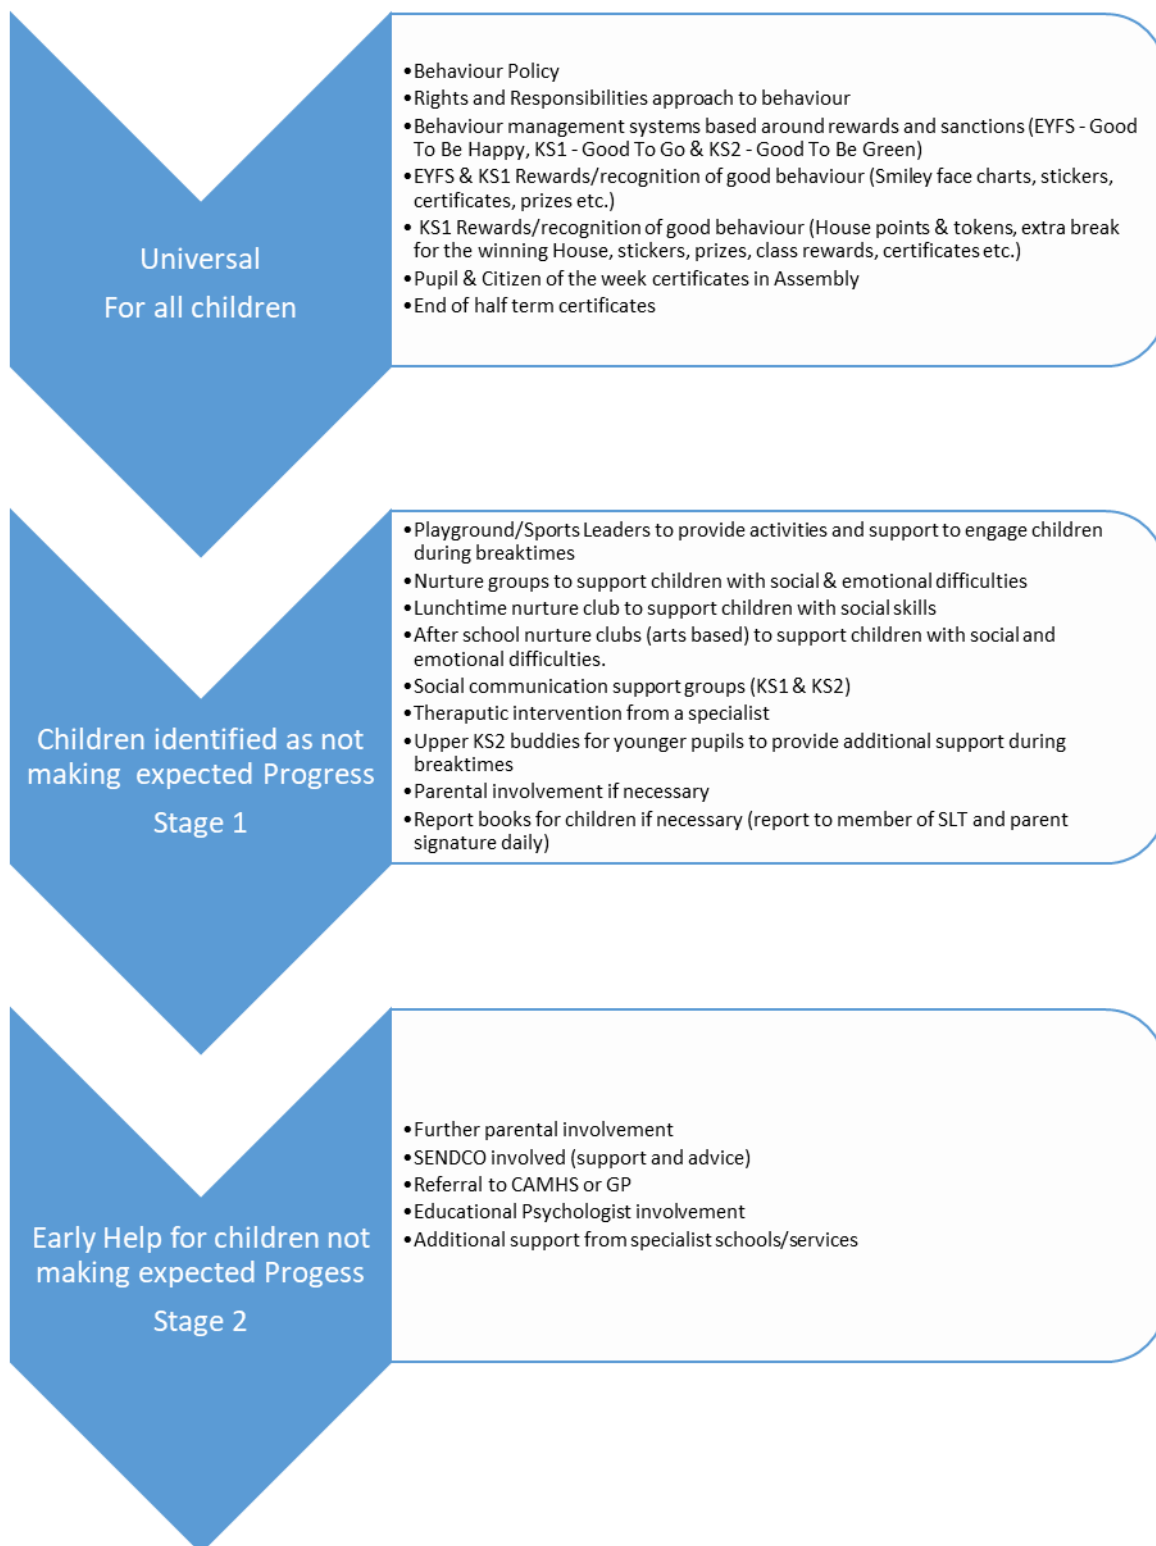 Universal
For all children
•Behaviour Policy
•Rights and Responsibilities approach to behaviour
•Behaviour management systems based around rewards and sanctions (EYFS - Good
To Be Happy, KS1 - Good To Go & KS2 - Good To Be Green)
•EYFS & KS1 Rewards/recognition of good behaviour (Smiley face charts, stickers,
certificates, prizes etc.)
• KS1 Rewards/recognition of good behaviour (House points & tokens, extra break
for the winning House, stickers, prizes, class rewards, certificates etc.)
•Pupil & Citizen of the week certificates in Assembly
•End of half term certificates
Children identified as not
making expected Progress
Stage 1
•Playground/Sports Leaders to provide activities and support to engage children
during breaktimes
•Nurture groups to support children with social & emotional difficulties
•Lunchtime nurture club to support children with social skills
•After school nurture clubs (arts based) to support children with social and
emotional difficulties.
•Social communication support groups (KS1 & KS2)
•Theraputic intervention from a specialist
•Upper KS2 buddies for younger pupils to provide additional support during
breaktimes
•Parental involvement if necessary
•Report books for children if necessary (report to member of SLT and parent
signature daily)
Early Help for children not
making expected Progess
Stage 2
•Further parental involvement
•SENDCO involved (support and advice)
•Referral to CAMHS or GP
•Educational Psychologist involvement
•Additional support from specialist schools/services